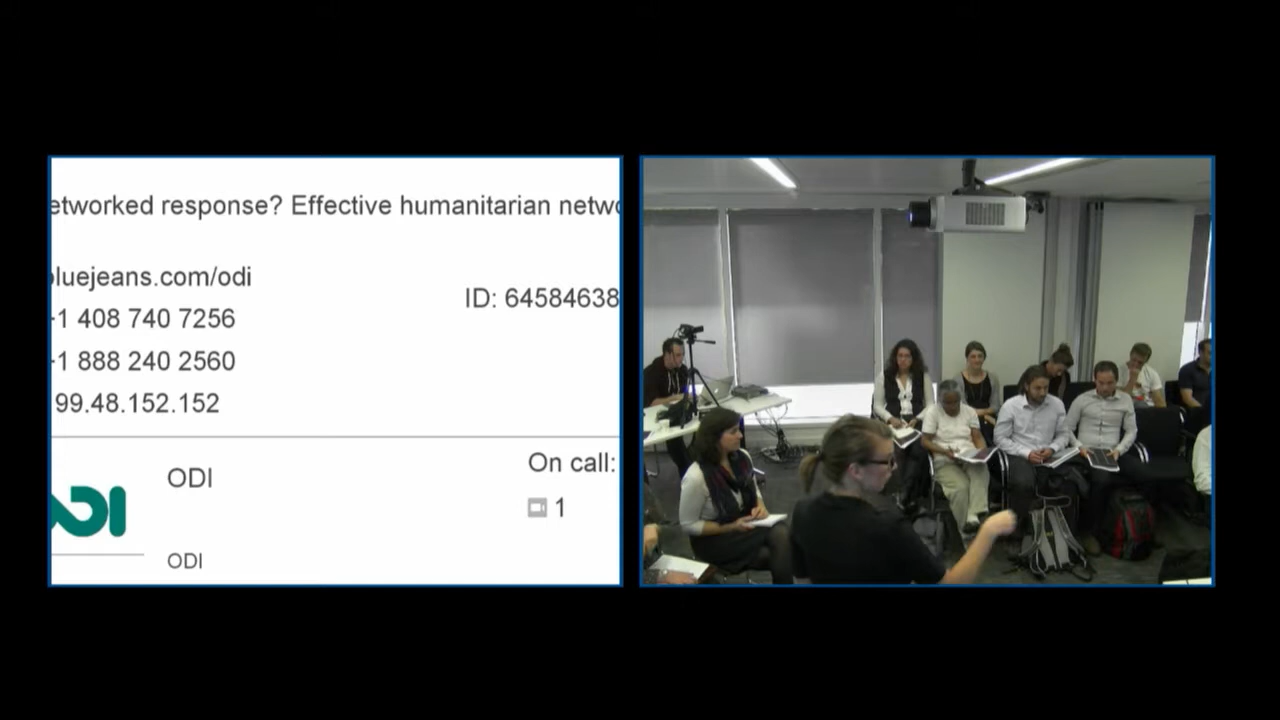 etworked response? Effective humanitarian netwo
bluejeans.com/odi
ID: 64584638
-1 408 740 7256
-1 888 240 2560
99.48.152.152
ODI
On call:
1
ODI
ODI